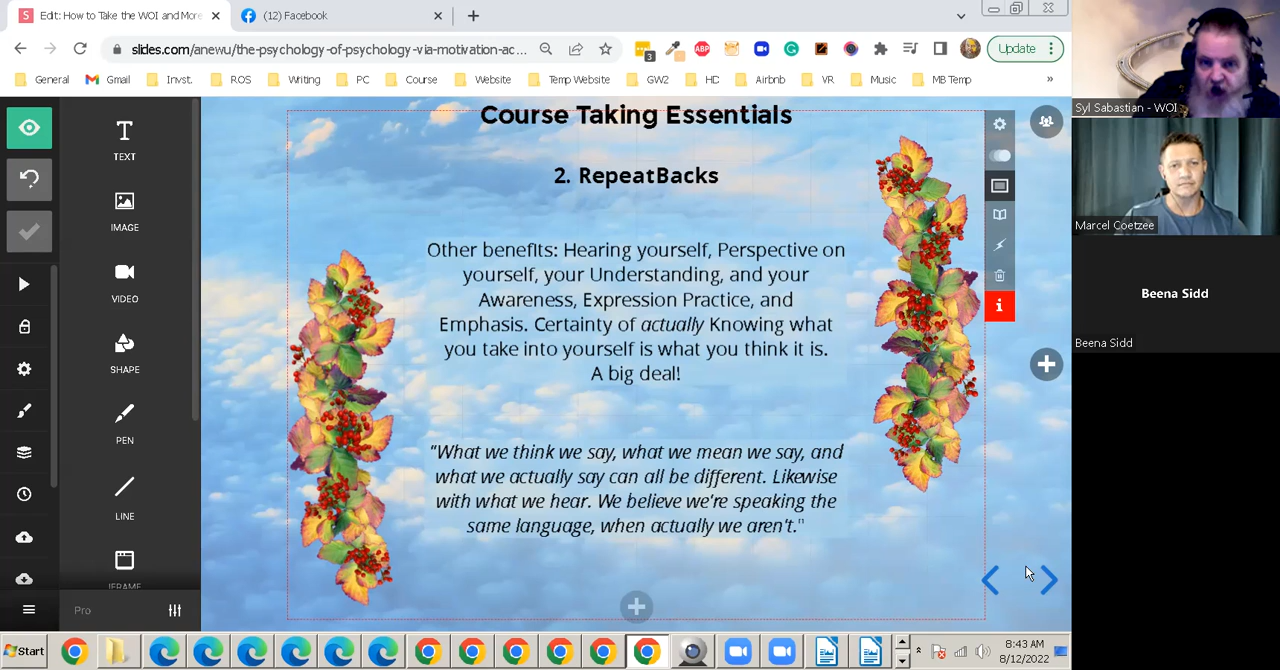 Edit: How to Take the WOI and More
(12) Facebook
slides.com/anewu/the-psychology-of-psychology-via-motivation-ac...
3
ABP
Update
General
Gmail
Invst.
ROS
Writing
PC
Course
Website
Temp Website
GW2
HD
Airbnb
VR
Music
MB Temp
»
TEXT
IMAGE
VIDEO
SHAPE
PEN
LINE
IFRAME
Pro
Course Taking Essentials
2. RepeatBacks
Other benefits: Hearing yourself, Perspective on
yourself, your Understanding, and your
Awareness, Expression Practice, and
Emphasis. Certainty of actually Knowing what
you take into yourself is what you think it is.
A big deal!
"What we think we say, what we mean we say, and
what we actually say can all be different. Likewise
with what we hear. We believe we're speaking the
same language, when actually we aren't."
Syl Sabastian - WOI
Marcel Coetzee
Beena Sidd
Beena Sidd
Start
8:43 AM
8/12/2022